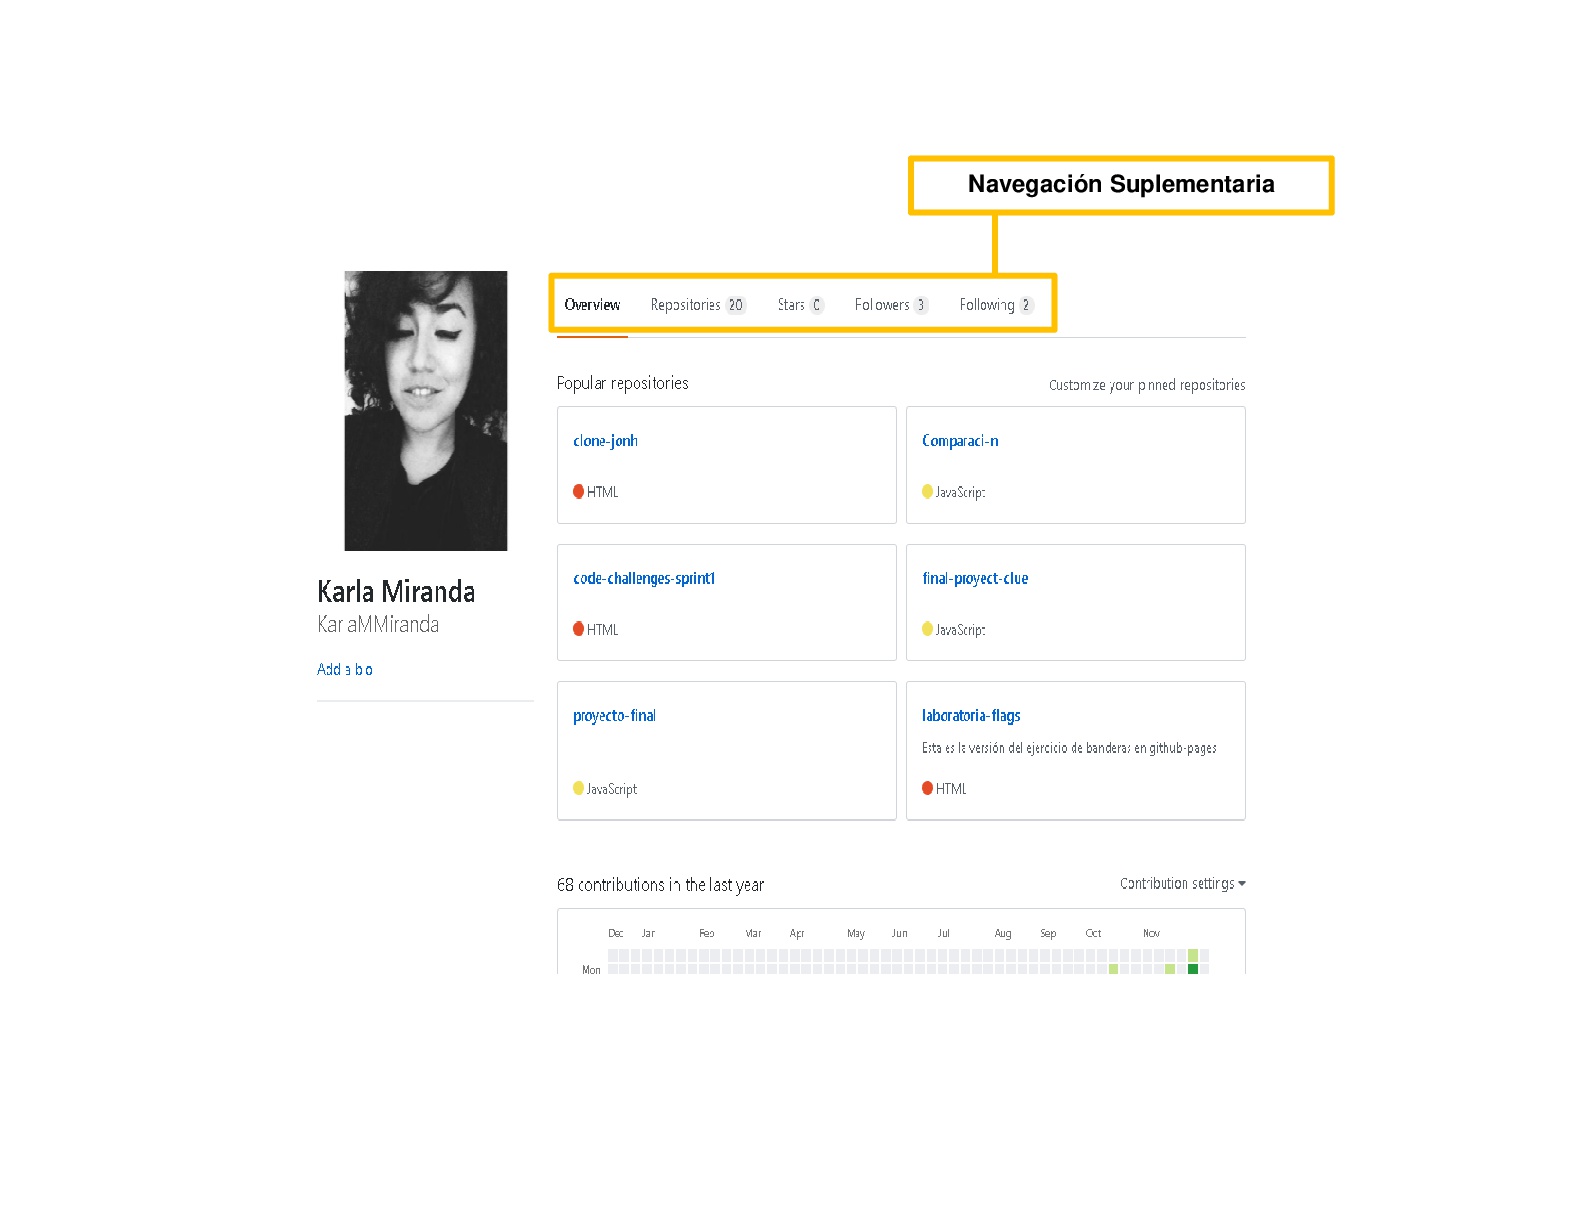 Navegación Suplementaria
Overview Repositories 20 Stars 0 Followers 3 Following 2
Popular repositories Customize your pinned repositories
clone-jonh Comparaci-n
HTML JavaScript
code-challenges-sprint1 final-proyect-clue
HTML JavaScript
Karla Miranda
KarlaMMiranda
Add a bio
proyecto-final laboratoria-flags
Esta es la versión del ejercicio de banderas en github-pages
JavaScript HTML
68 contributions in the last year Contribution settings
Dec Jan Feb Mar Apr May Jun Jul Aug Sep Oct Nov
Mon